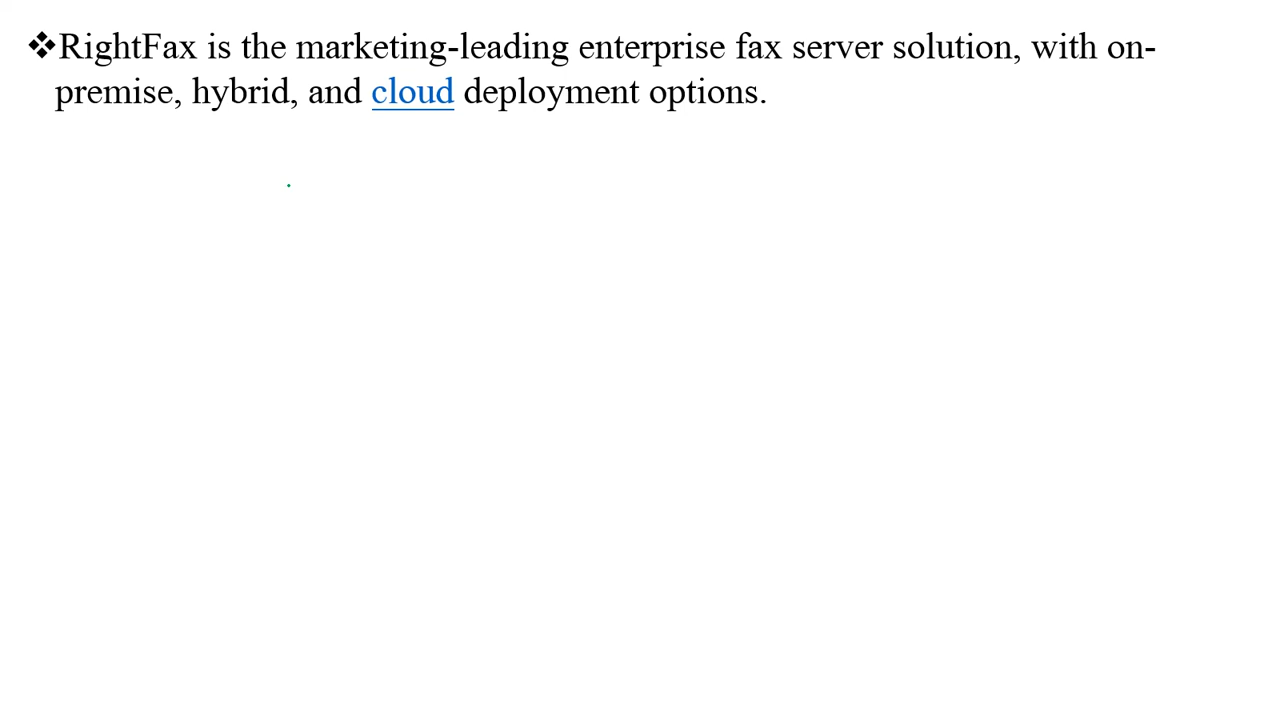 ❖RightFax is the marketing-leading enterprise fax server solution, with on-
premise, hybrid, and cloud deployment options.